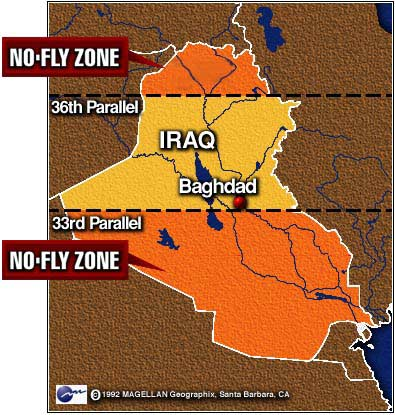 NO-FLY ZONE
36th Parallel
IRAQ
Baghdad
33rd Parallel
NO-FLY ZONE
© 1992 MAGELLAN Geographix, Santa Barbara, CA